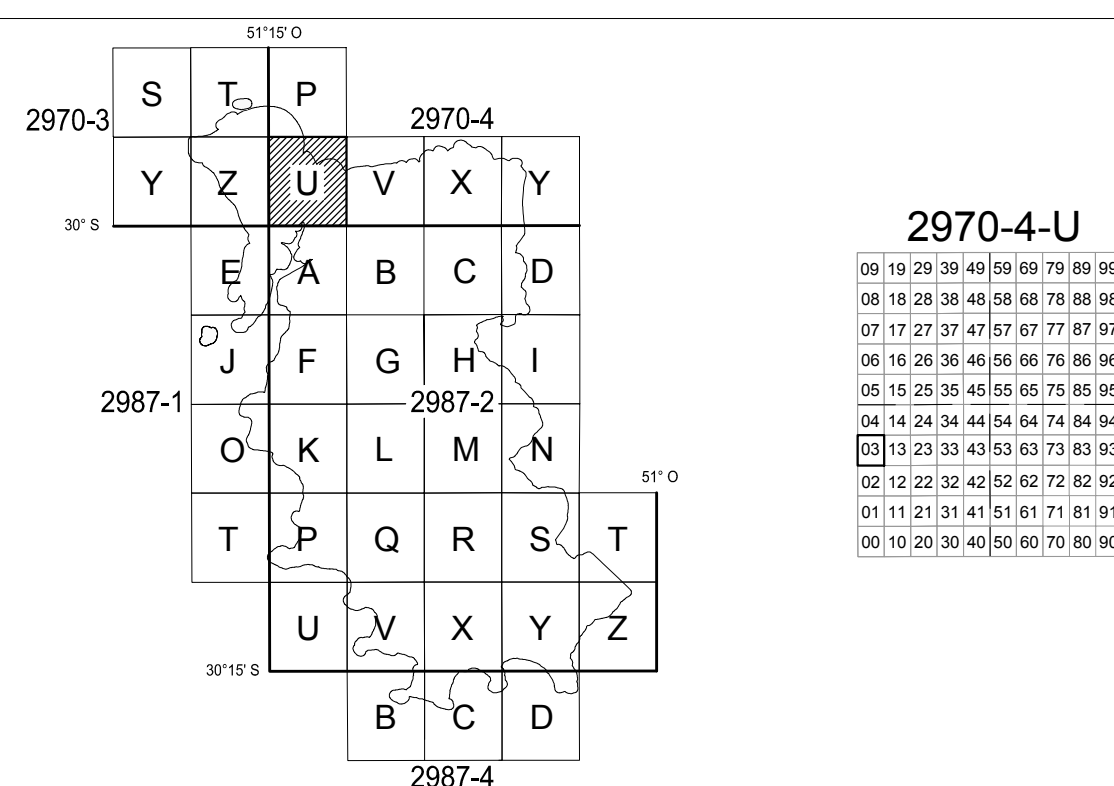 51°15' O
S T P
2970-3 2970-4
Y Z U V X Y
30° S
E A B C D
J F G H I
2987-1 2987-2
O K L M N
51° O
T P Q R S T
U V X Y Z
30°15' S
B C D
2987-4
2970-4-U
09 19 29 39 49 59 69 79 89 99
08 18 28 38 48 58 68 78 88 98
07 17 27 37 47 57 67 77 87 97
06 16 26 36 46 56 66 76 86 96
05 15 25 35 45 55 65 75 85 95
04 14 24 34 44 54 64 74 84 94
03 13 23 33 43 53 63 73 83 93
02 12 22 32 42 52 62 72 82 92
01 11 21 31 41 51 61 71 81 91
00 10 20 30 40 50 60 70 80 90